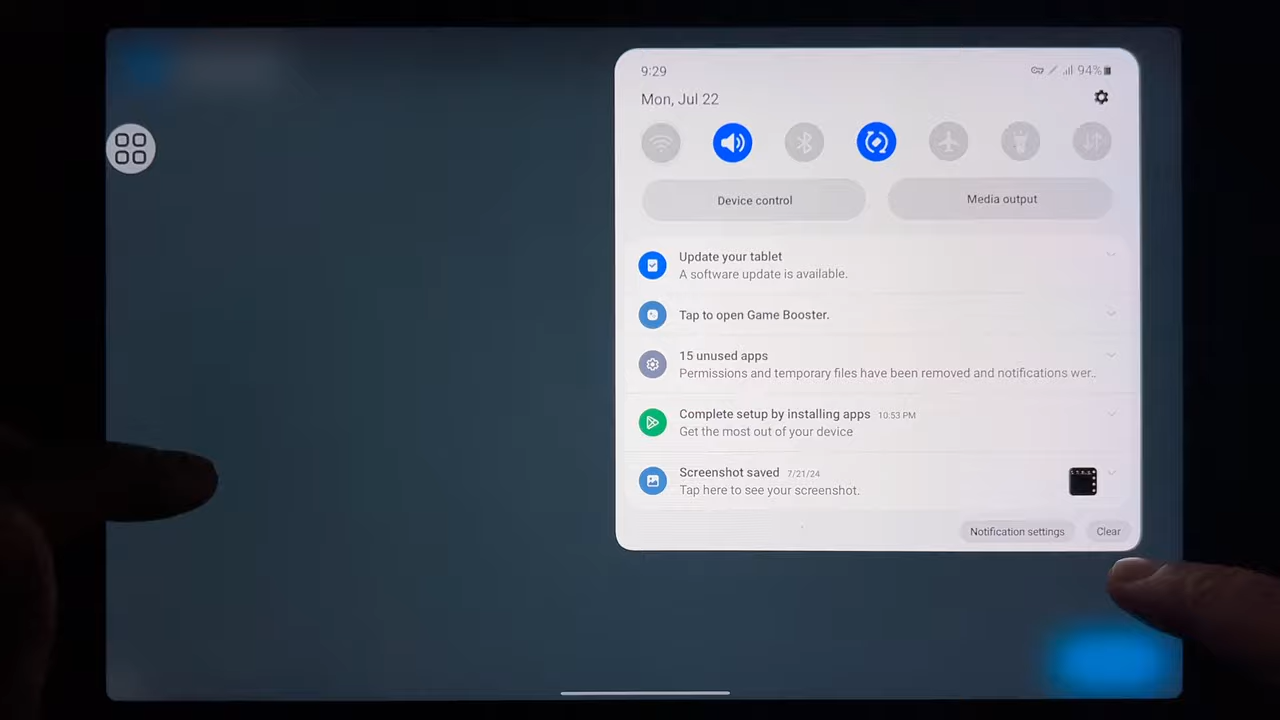 9:29
94%
Mon, Jul 22
Device control
Media output
Update your tablet
A software update is available.
Tap to open Game Booster.
15 unused apps
Permissions and temporary files have been removed and notifications wer..
Complete setup by installing apps 10:53 PM
Get the most out of your device
Screenshot saved 7/21/24
Tap here to see your screenshot.
Notification settings
Clear